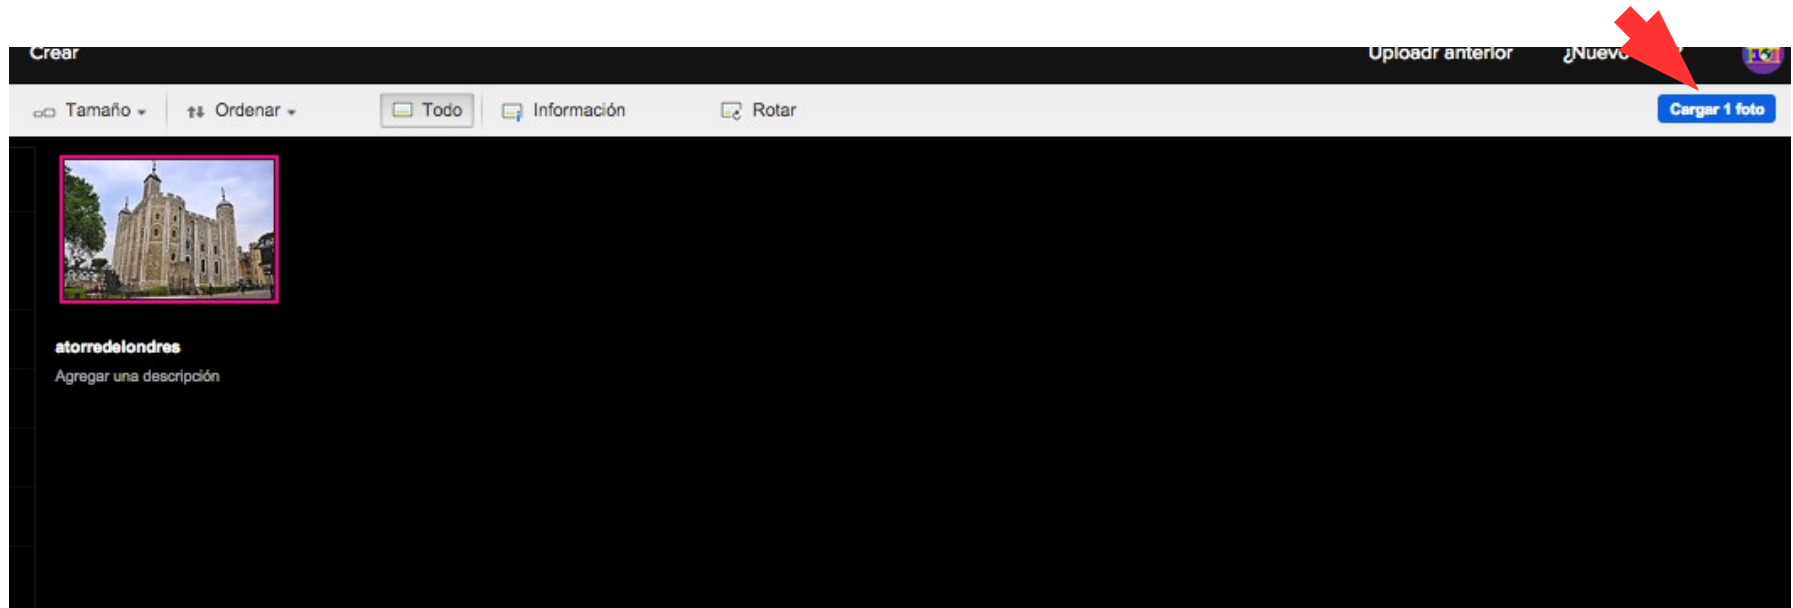 Crear
Uploadr anterior
Tamaño
Ordenar
Todo
Información
Rotar
Cargar 1 foto
atorredelondres
Agregar una descripción